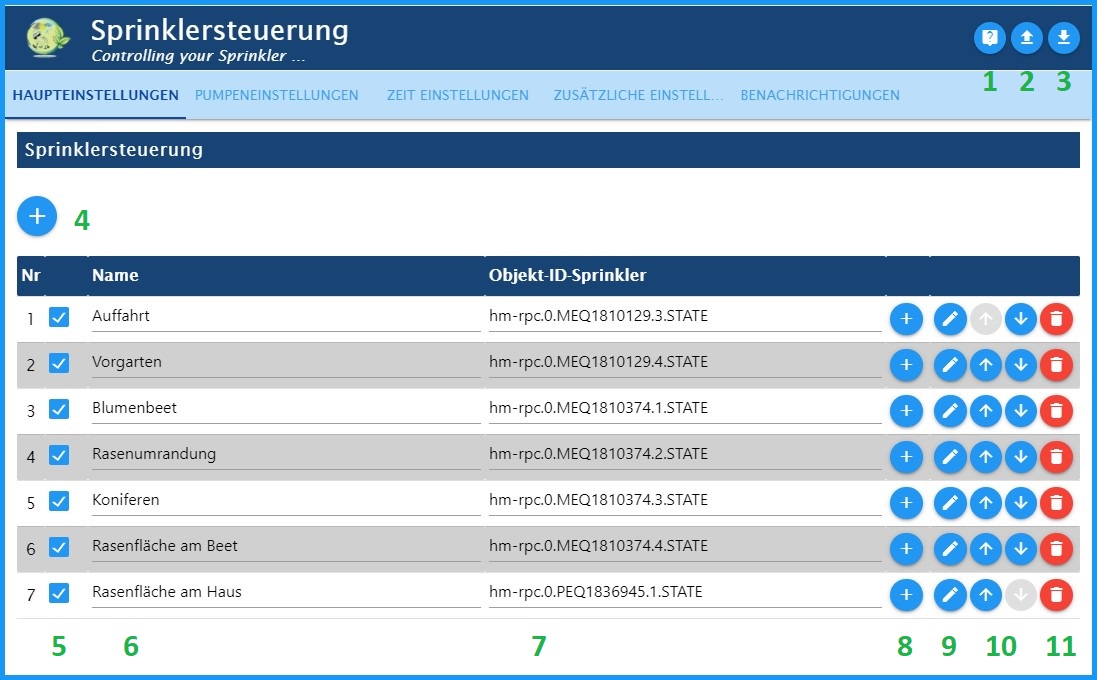 Sprinklersteuerung
Controlling your Sprinkler ...
1 2 3
HAUPTEINSTELLUNGEN PUMPENEINSTELLUNGEN ZEIT EINSTELLUNGEN ZUSÄTZLICHE EINSTELL... BENACHRICHTIGUNGEN
Sprinklersteuerung
4
Nr Name Objekt-ID-Sprinkler
1 Auffahrt hm-rpc.0.MEQ1810129.3.STATE
2 Vorgarten hm-rpc.0.MEQ1810129.4.STATE
3 Blumenbeet hm-rpc.0.MEQ1810374.1.STATE
4 Rasenumrandung hm-rpc.0.MEQ1810374.2.STATE
5 Koniferen hm-rpc.0.MEQ1810374.3.STATE
6 Rasenfläche am Beet hm-rpc.0.MEQ1810374.4.STATE
7 Rasenfläche am Haus hm-rpc.0.PEQ1836945.1.STATE
5 6 7 8 9 10 11